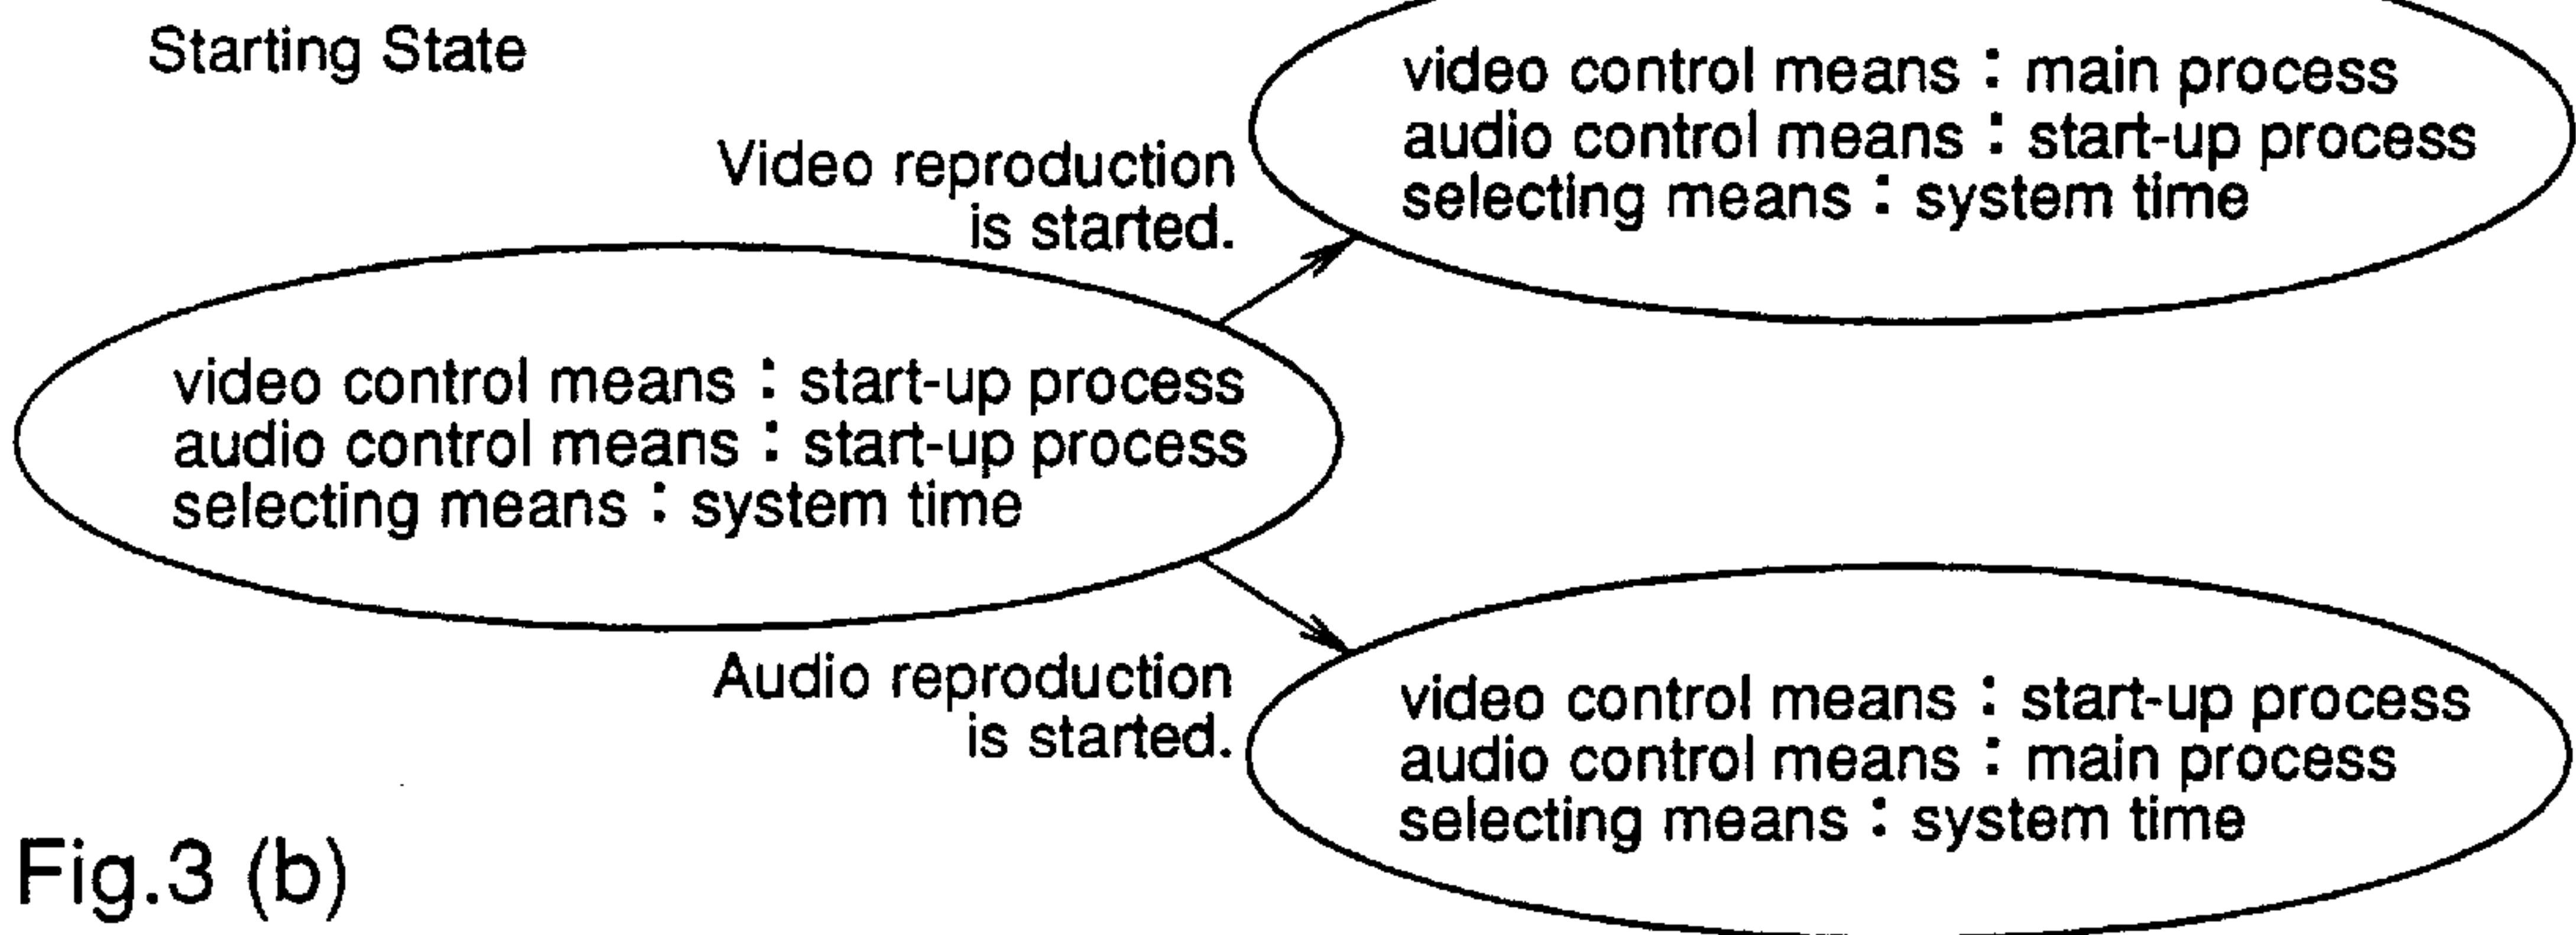 Starting State
video control means : main process
audio control means : start-up process
selecting means : system time
Video reproduction
is started.
video control means : start-up process
audio control means : start-up process
selecting means : system time
Audio reproduction
is started.
video control means : start-up process
audio control means : main process
selecting means : system time
Fig.3 (b)